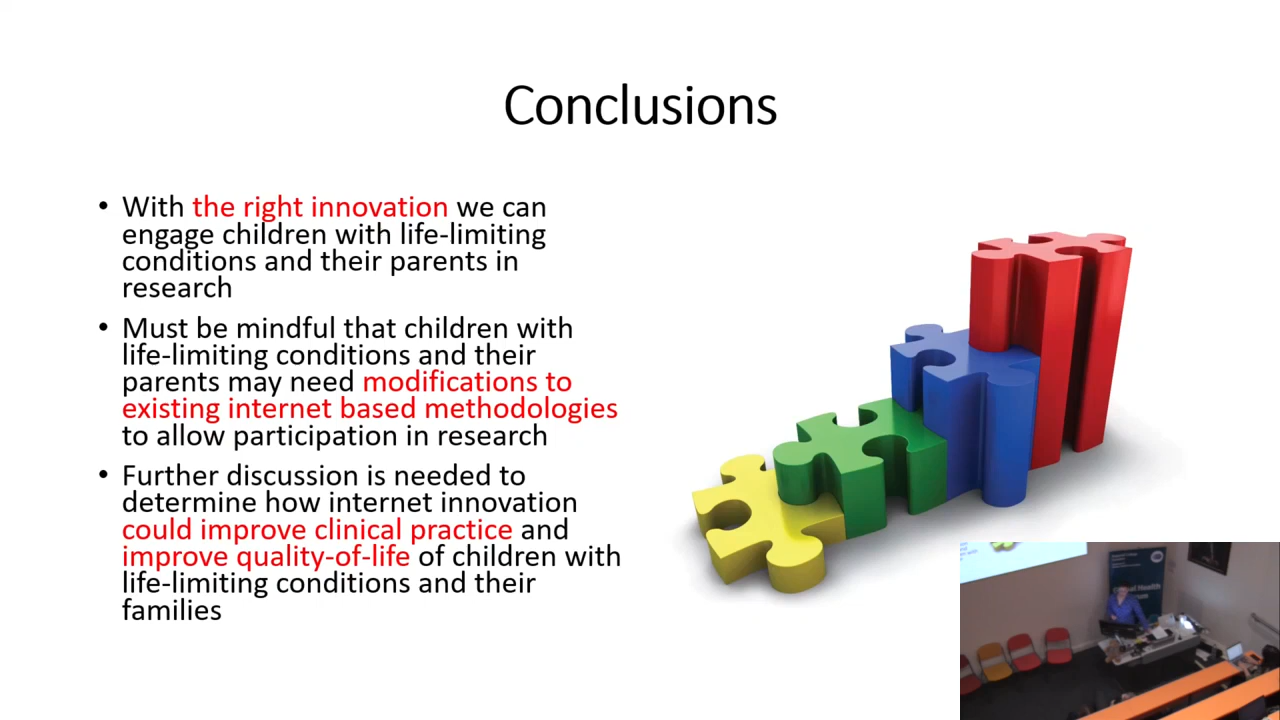 Conclusions
• With the right innovation we can
engage children with life-limiting
conditions and their parents in
research
• Must be mindful that children with
life-limiting conditions and their
parents may need modifications to
existing internet based methodologies
to allow participation in research
• Further discussion is needed to
determine how internet innovation
could improve clinical practice and
improve quality-of-life of children with
life-limiting conditions and their
families
Health